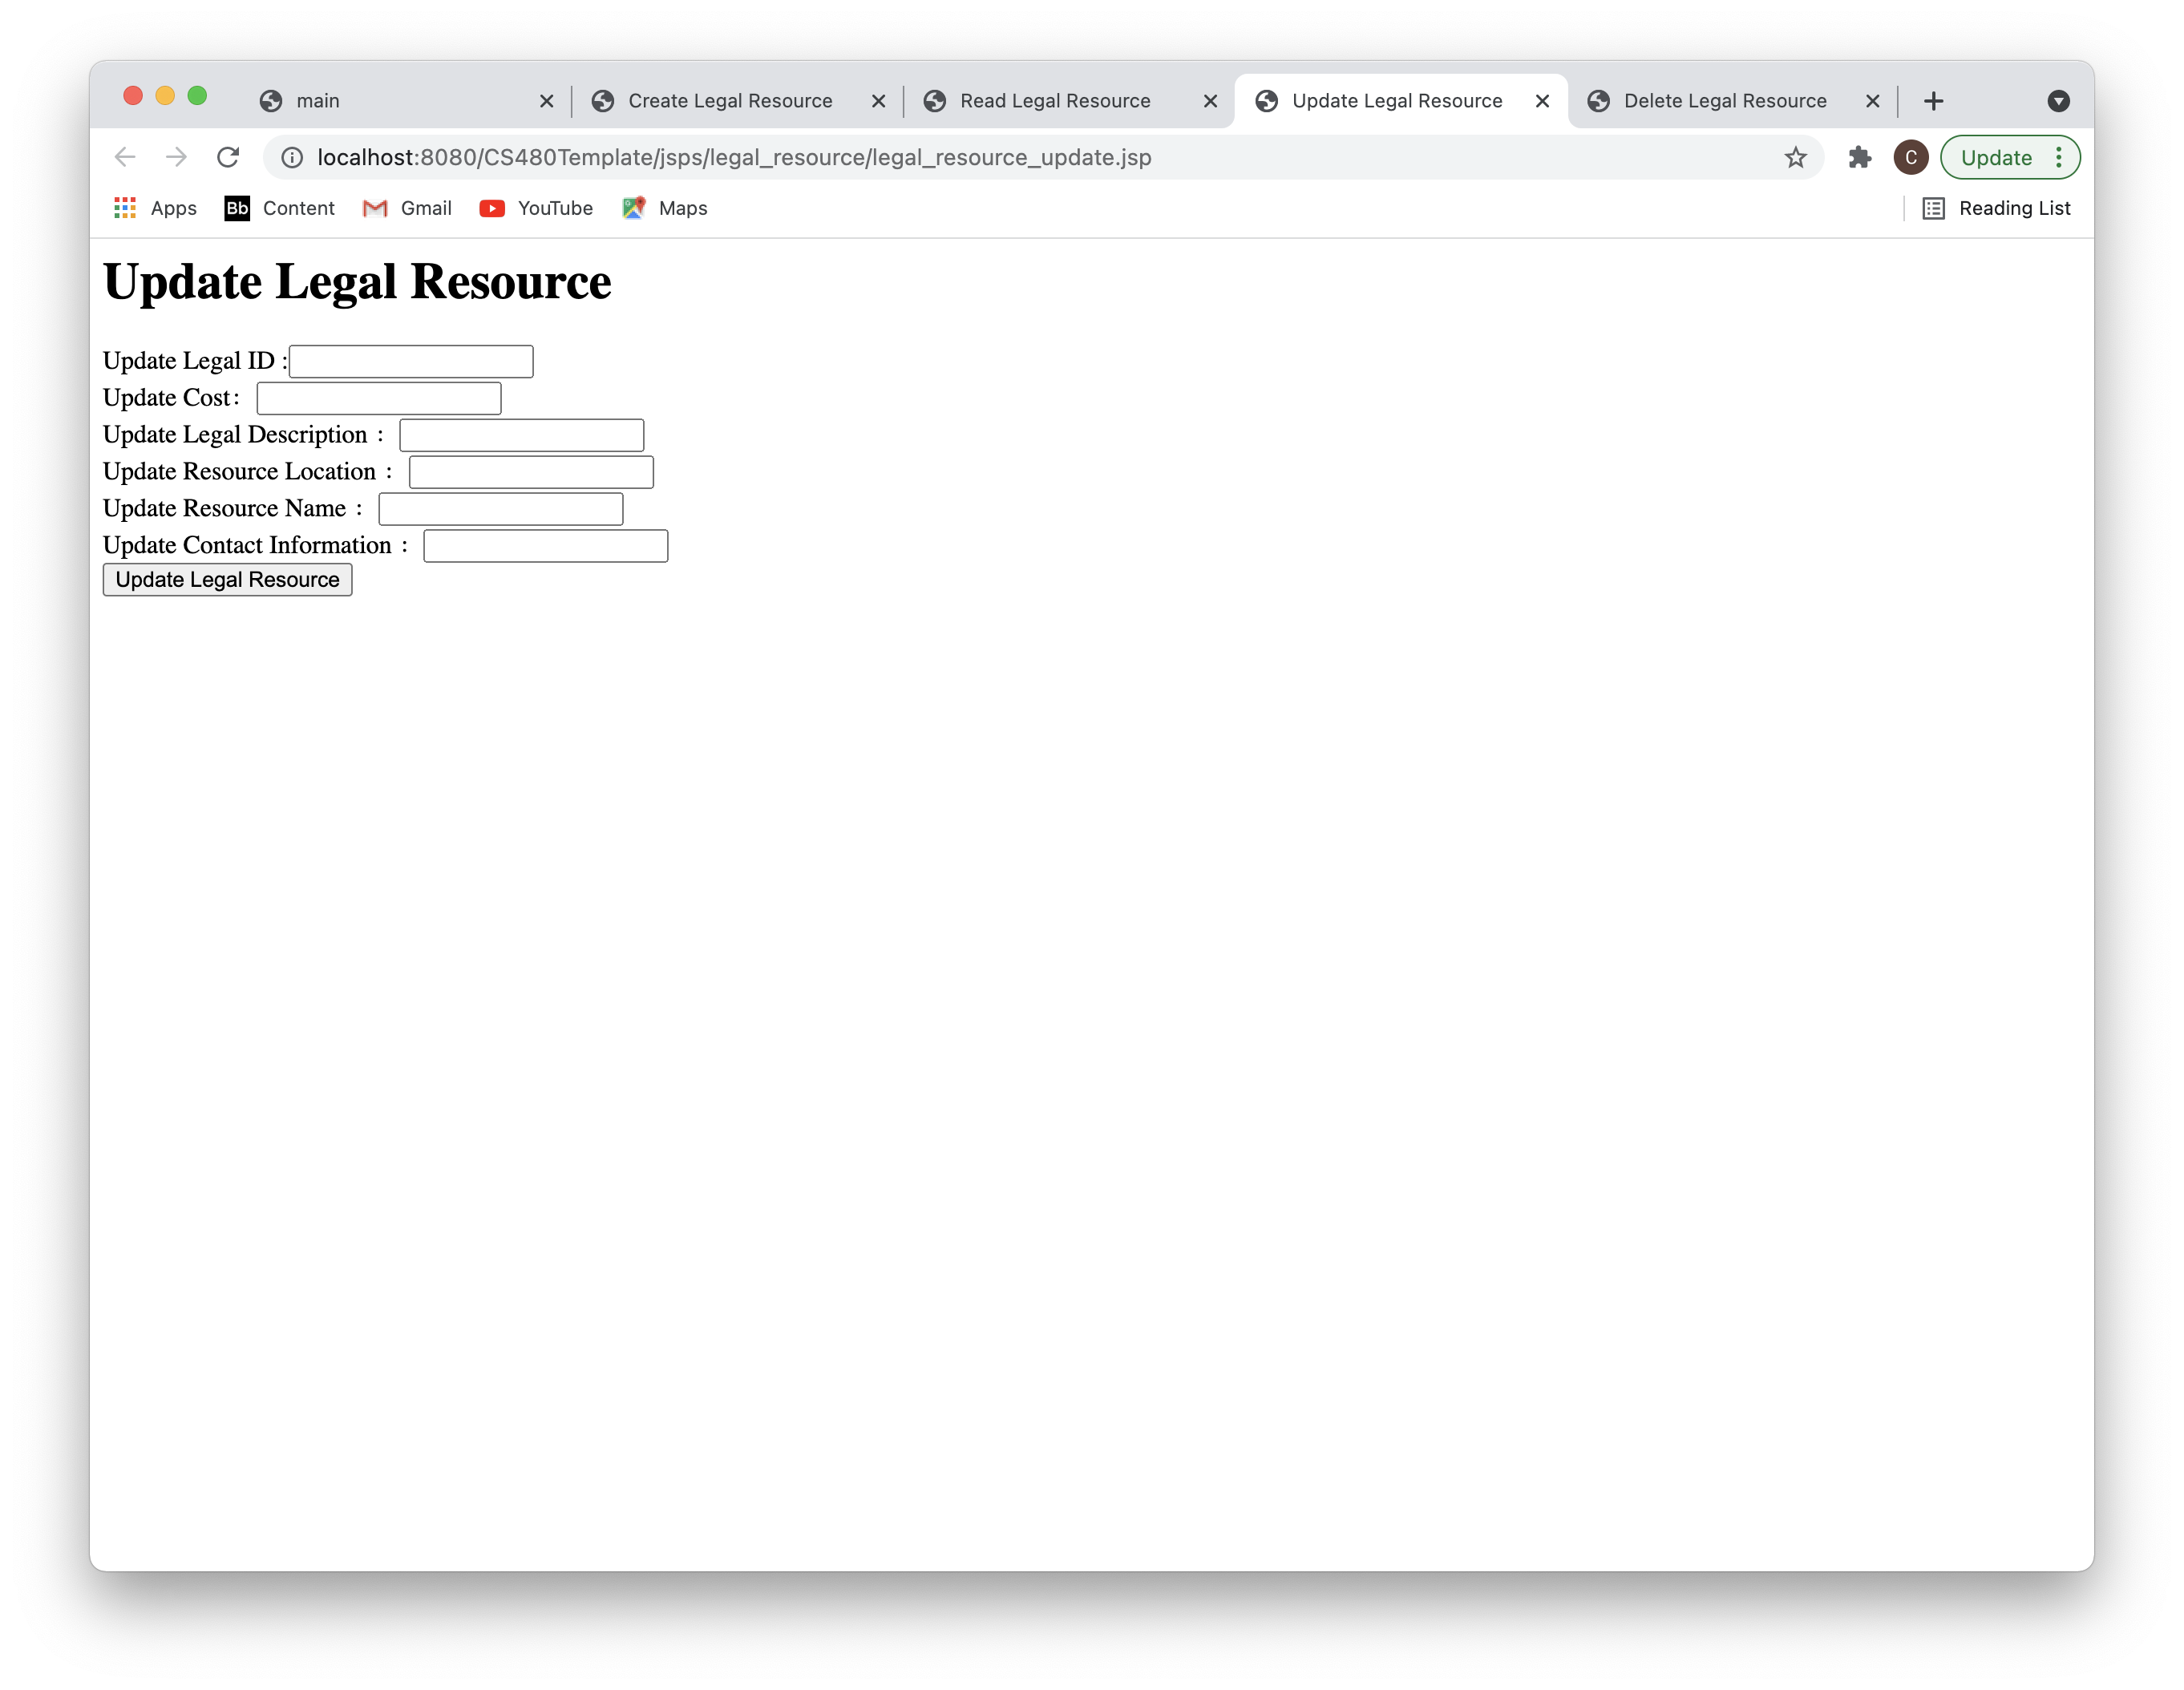 main
Create Legal Resource
Read Legal Resource
Update Legal Resource
Delete Legal Resource
localhost:8080/CS480Template/jsps/legal_resource/legal_resource_update.jsp
C
Update
Apps
Bb Content
Gmail
YouTube
Maps
Reading List
Update Legal Resource
Update Legal ID :
Update Cost:
Update Legal Description :
Update Resource Location :
Update Resource Name :
Update Contact Information :
Update Legal Resource